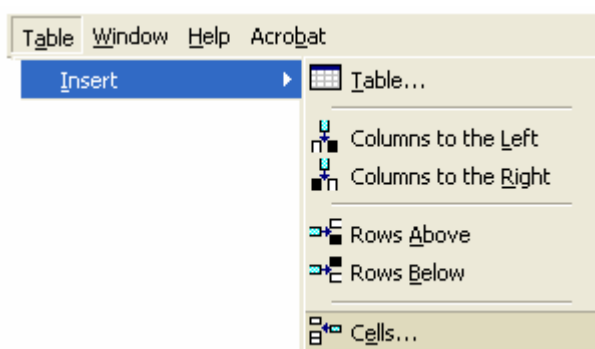 Table Window Help Acrobat
Insert
Table...
Columns to the Left
Columns to the Right
Rows Above
Rows Below
Cells...